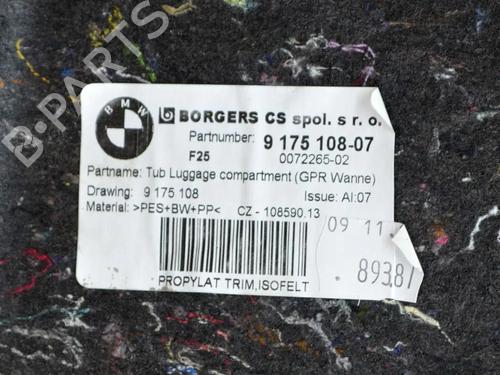 B-PARTS
BMW
BORGERS CS spol. s r. o.
Partnumber: 9 175 108-07
F25 0072265-02
Partname: Tub Luggage compartment (GPR Wanne)
Drawing: 9 175 108 Issue: AI:07
Material: >PES+BW+PP< CZ - 108590.13
09 11
.89381
PROPYLAT TRIM,ISOFELT